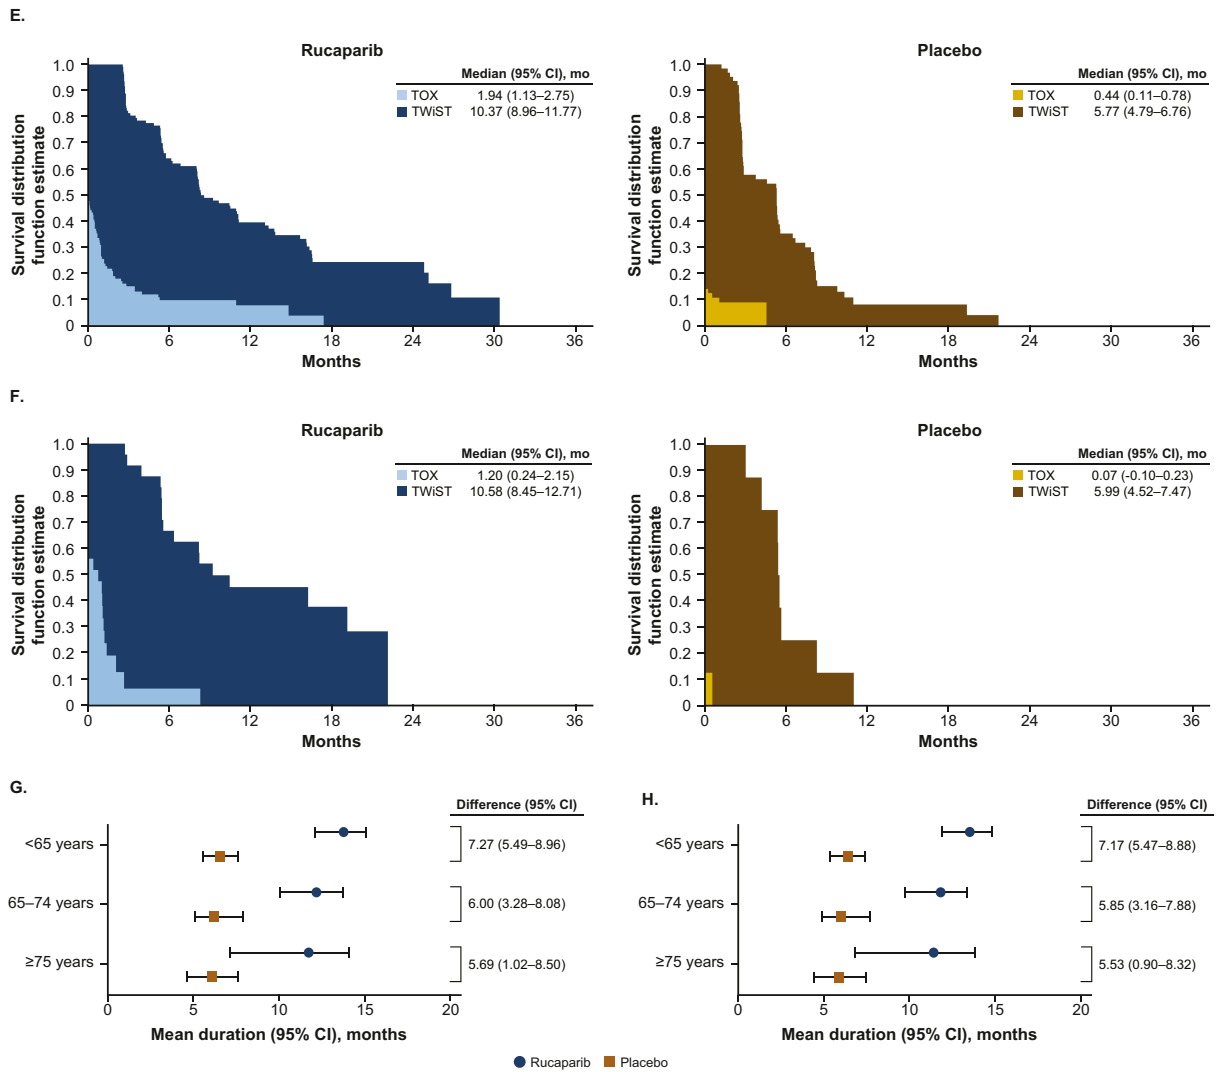 E.
Rucaparib
Median (95% CI), mo
TOX 1.94 (1.13–2.75)
TWiST 10.37 (8.96–11.77)
Survival distribution
function estimate
1.0
0.9
0.8
0.7
0.6
0.5
0.4
0.3
0.2
0.1
0
0 6 12 18 24 30 36
Months
Placebo
Median (95% CI), mo
TOX 0.44 (0.11–0.78)
TWiST 5.77 (4.79–6.76)
Survival distribution
function estimate
1.0
0.9
0.8
0.7
0.6
0.5
0.4
0.3
0.2
0.1
0
0 6 12 18 24 30 36
Months
F.
Rucaparib
Median (95% CI), mo
TOX 1.20 (0.24–2.15)
TWiST 10.58 (8.45–12.71)
Survival distribution
function estimate
1.0
0.9
0.8
0.7
0.6
0.5
0.4
0.3
0.2
0.1
0
0 6 12 18 24 30 36
Months
Placebo
Median (95% CI), mo
TOX 0.07 (-0.10–0.23)
TWiST 5.99 (4.52–7.47)
Survival distribution
function estimate
1.0
0.9
0.8
0.7
0.6
0.5
0.4
0.3
0.2
0.1
0
0 6 12 18 24 30 36
Months
G.
Difference (95% CI)
<65 years 7.27 (5.49–8.96)
65–74 years 6.00 (3.28–8.08)
≥75 years 5.69 (1.02–8.50)
0 5 10 15 20
Mean duration (95% CI), months
H.
Difference (95% CI)
<65 years 7.17 (5.47–8.88)
65–74 years 5.85 (3.16–7.88)
≥75 years 5.53 (0.90–8.32)
0 5 10 15 20
Mean duration (95% CI), months
Rucaparib Placebo